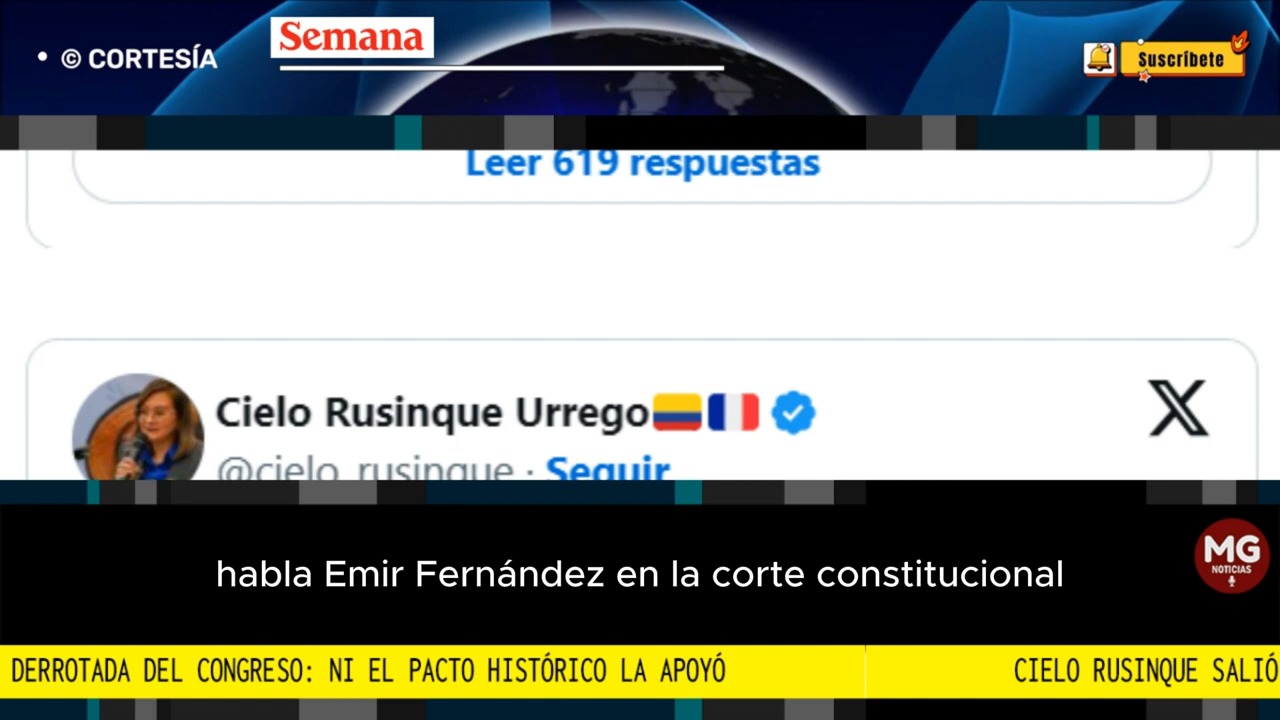 • © CORTESÍA
Semana
Suscríbete
Leer 619 respuestas
Cielo Rusinque Urrego
@cielo_rusinque · Seguir
habla Emir Fernández en la corte constitucional
MG
NOTICIAS
DERROTADA DEL CONGRESO: NI EL PACTO HISTÓRICO LA APOYÓ
CIELO RUSINQUE SALIÓ